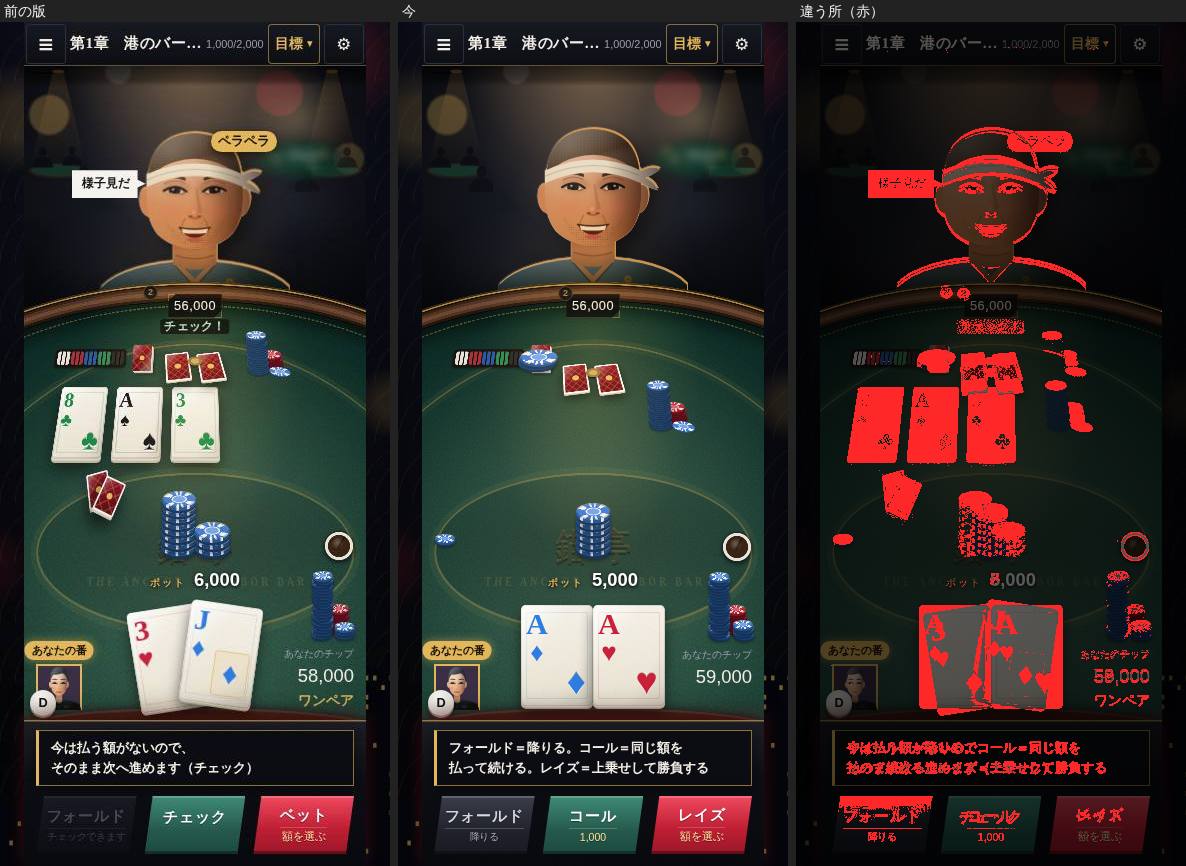 前の版
第1章 港のバー… 1,000/2,000 目標▾
ペラペラ
様子見だ
2
56,000
チェック！
8
A
3
THE ANC
ポット 6,000
BOR BAR
3
J
あなたの番
D
あなたのチップ
58,000
ワンペア
今は払う額がないので、
そのまま次へ進めます（チェック）
フォールド
チェックできます
チェック
ベット
額を選ぶ
今
第1章 港のバー… 1,000/2,000 目標▾
2
56,000
THE ANC
ポット 5,000
BOR BAR
A
A
あなたの番
D
あなたのチップ
59,000
フォールド＝降りる。コール＝同じ額を
払って続ける。レイズ＝上乗せして勝負する
フォールド
降りる
コール
1,000
レイズ
額を選ぶ
違う所（赤）
第1章 港のバー… 1,000/2,000 目標▾
様子見だ
56,000
ポット
あなたの番
D
ワンペア
フォールド
降りる
1,000
額を選ぶ